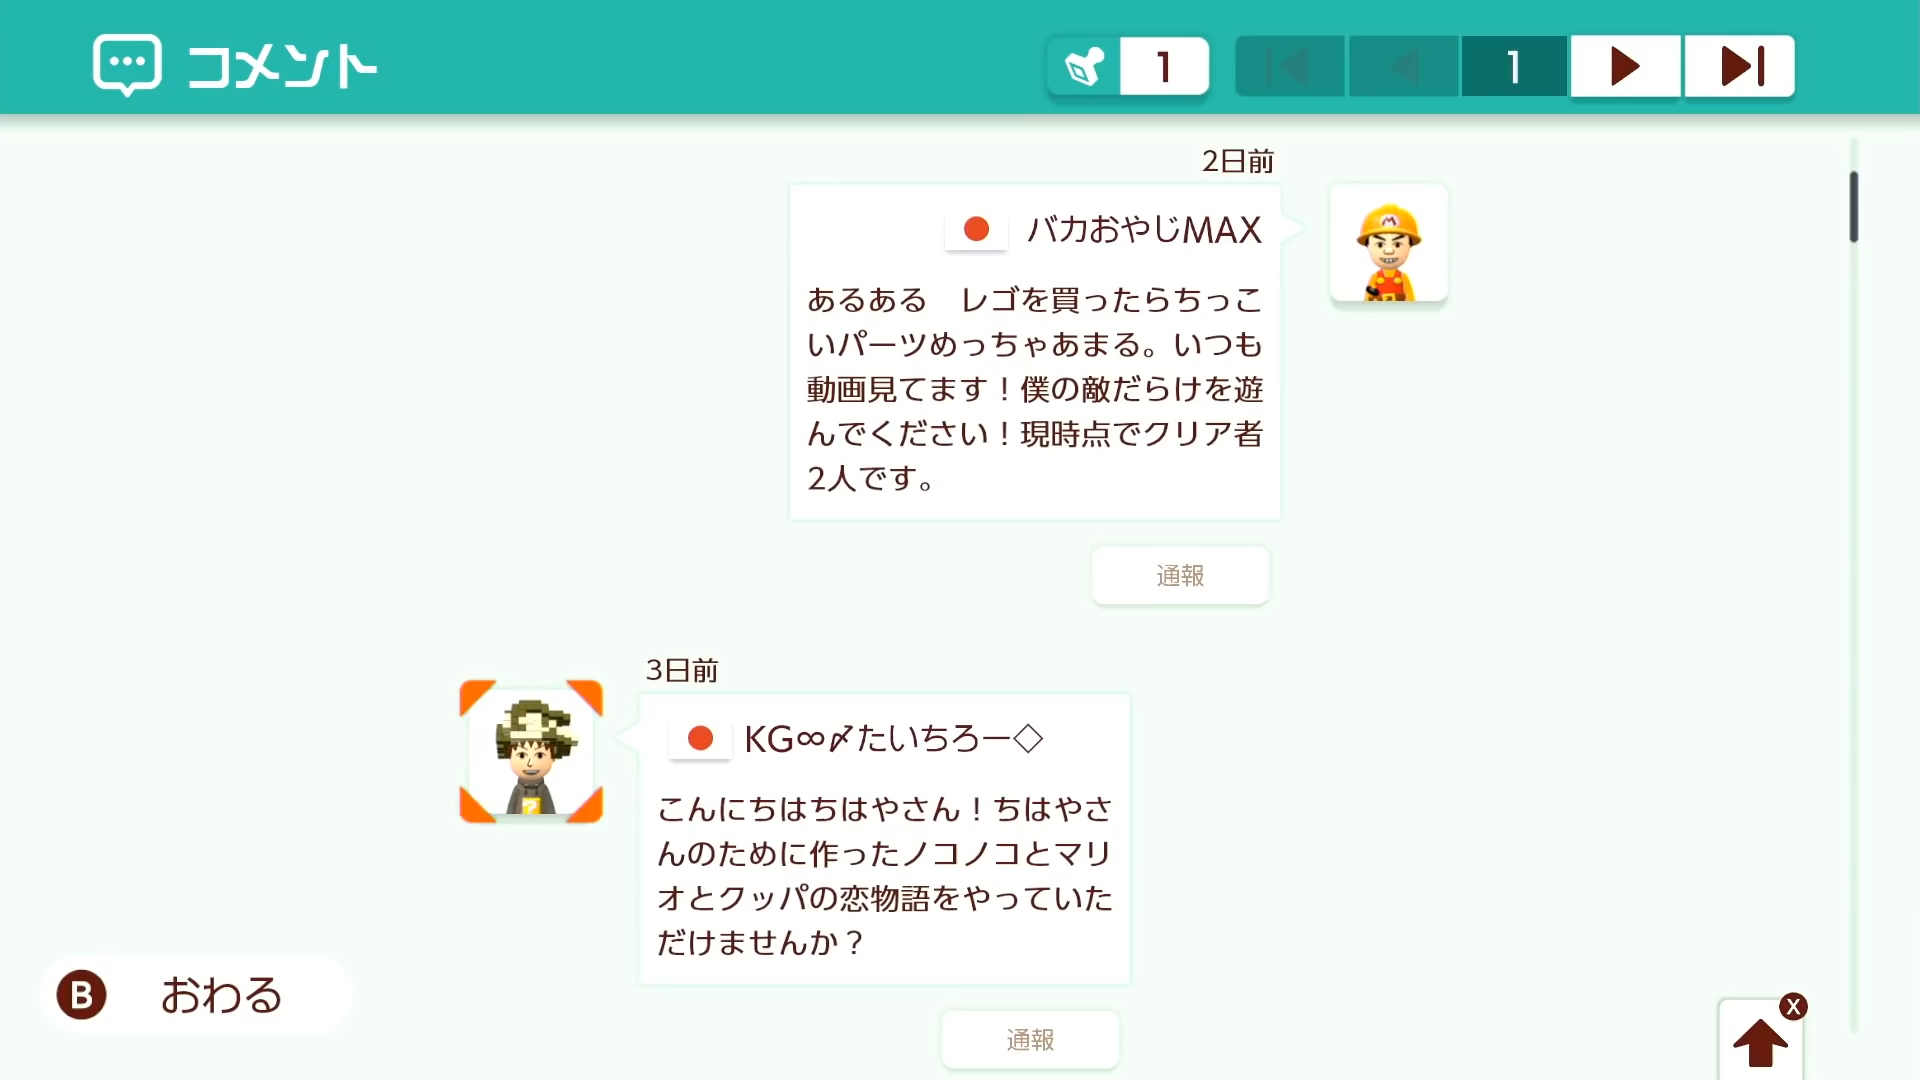 コメント
1
1
2日前
バカおやじMAX
あるある　レゴを買ったらちっこ
いパーツめっちゃあまる。いつも
動画見てます！僕の敵だらけを遊
んでください！現時点でクリア者
2人です。
通報
3日前
KG∞〆たいちろー◇
こんにちはちはやさん！ちはやさ
んのために作ったノコノコとマリ
オとクッパの恋物語をやっていた
だけませんか？
通報
B おわる
X